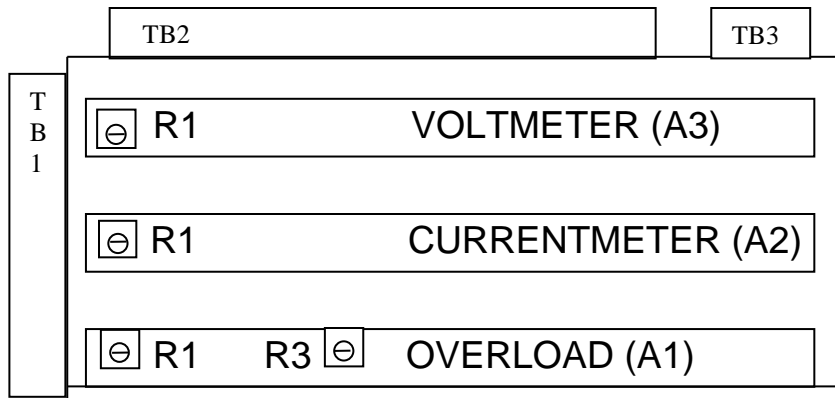 TB2 TB3
T
B
1
R1 VOLTMETER (A3)
R1 CURRENTMETER (A2)
R1 R3 OVERLOAD (A1)